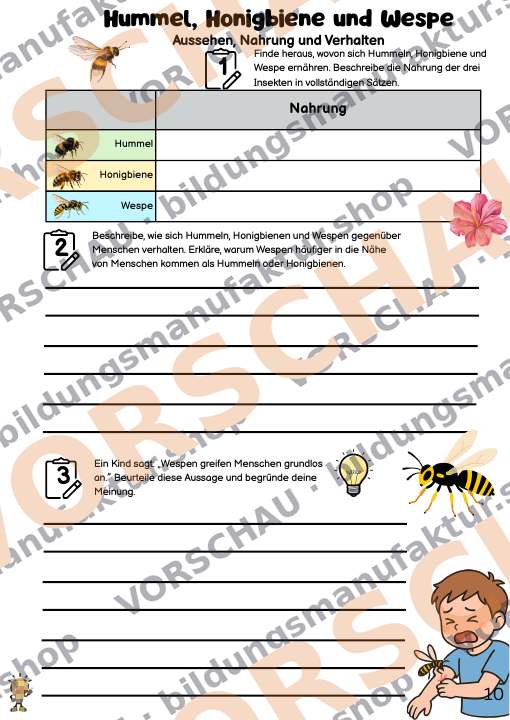 Hummel, Honigbiene und Wespe
Aussehen, Nahrung und Verhalten
1
Finde heraus, wovon sich Hummeln, Honigbiene und
Wespe ernähren. Beschreibe die Nahrung der drei
Insekten in vollständigen Sätzen.
Nahrung
Hummel
Honigbiene
Wespe
2
Beschreibe, wie sich Hummeln, Honigbienen und Wespen gegenüber
Menschen verhalten. Erkläre, warum Wespen häufiger in die Nähe
von Menschen kommen als Hummeln oder Honigbienen.
3
Ein Kind sagt: „Wespen greifen Menschen grundlos
an.“ Beurteile diese Aussage und begründe deine
Meinung.
10
VORSCHAU · bildungsmanufaktur.shop
VORSCHAU